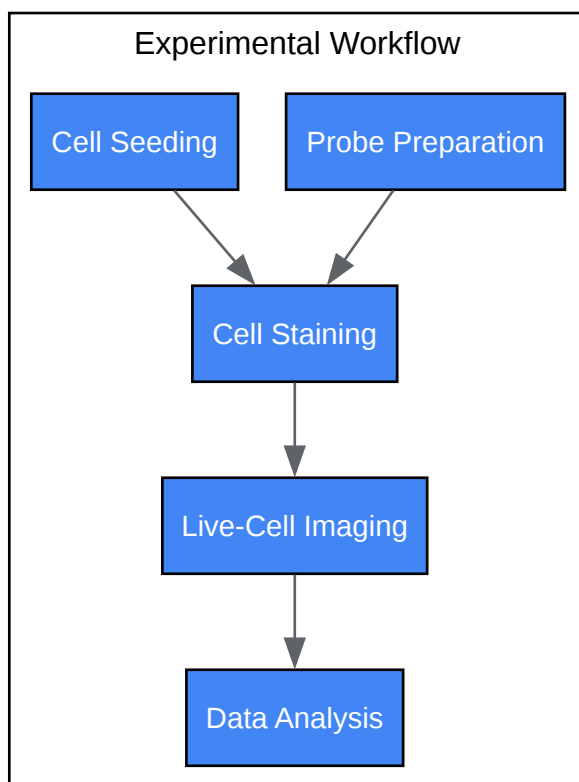 Experimental Workflow
Cell Seeding
Probe Preparation
Cell Staining
Live-Cell Imaging
Data Analysis